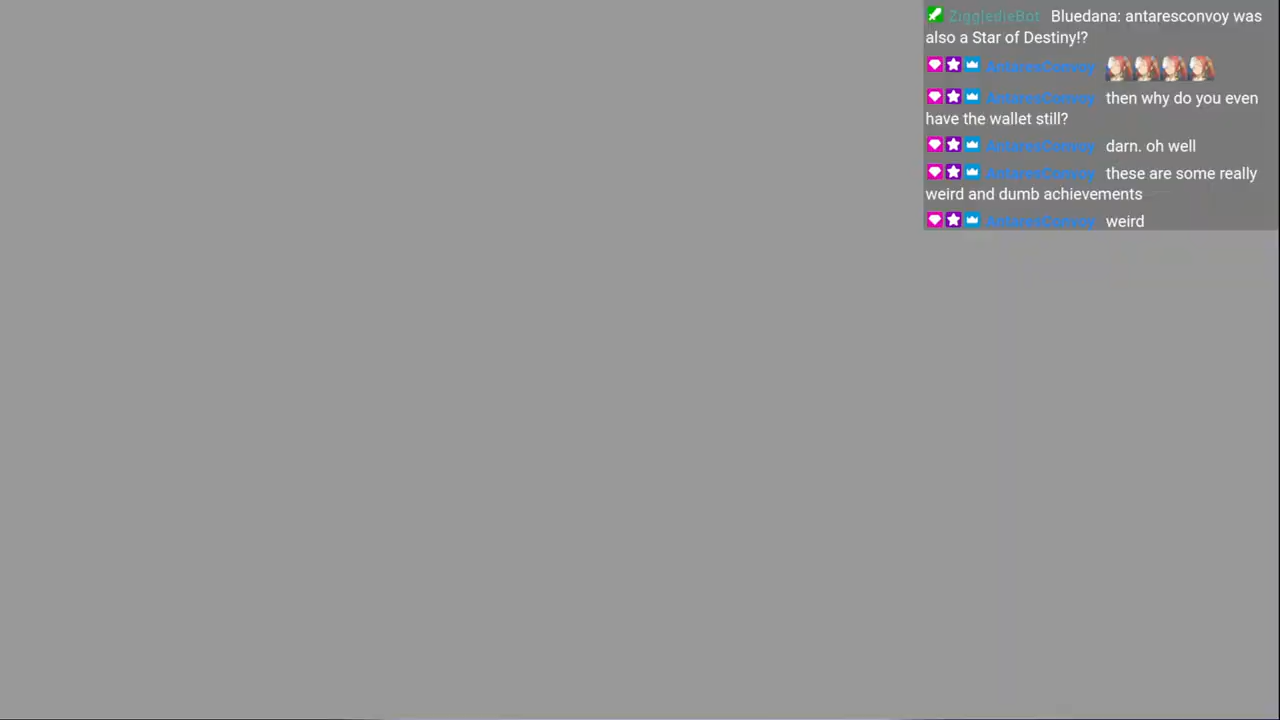 ZiggjedjeBot Bluedana: antaresconvoy was
also a Star of Destiny!?
AntaresConvoy
AntaresConvoy then why do you even
have the wallet still?
AntaresConvoy darn. oh well
AntaresConvoy these are some really
weird and dumb achievements
AntaresConvoy weird